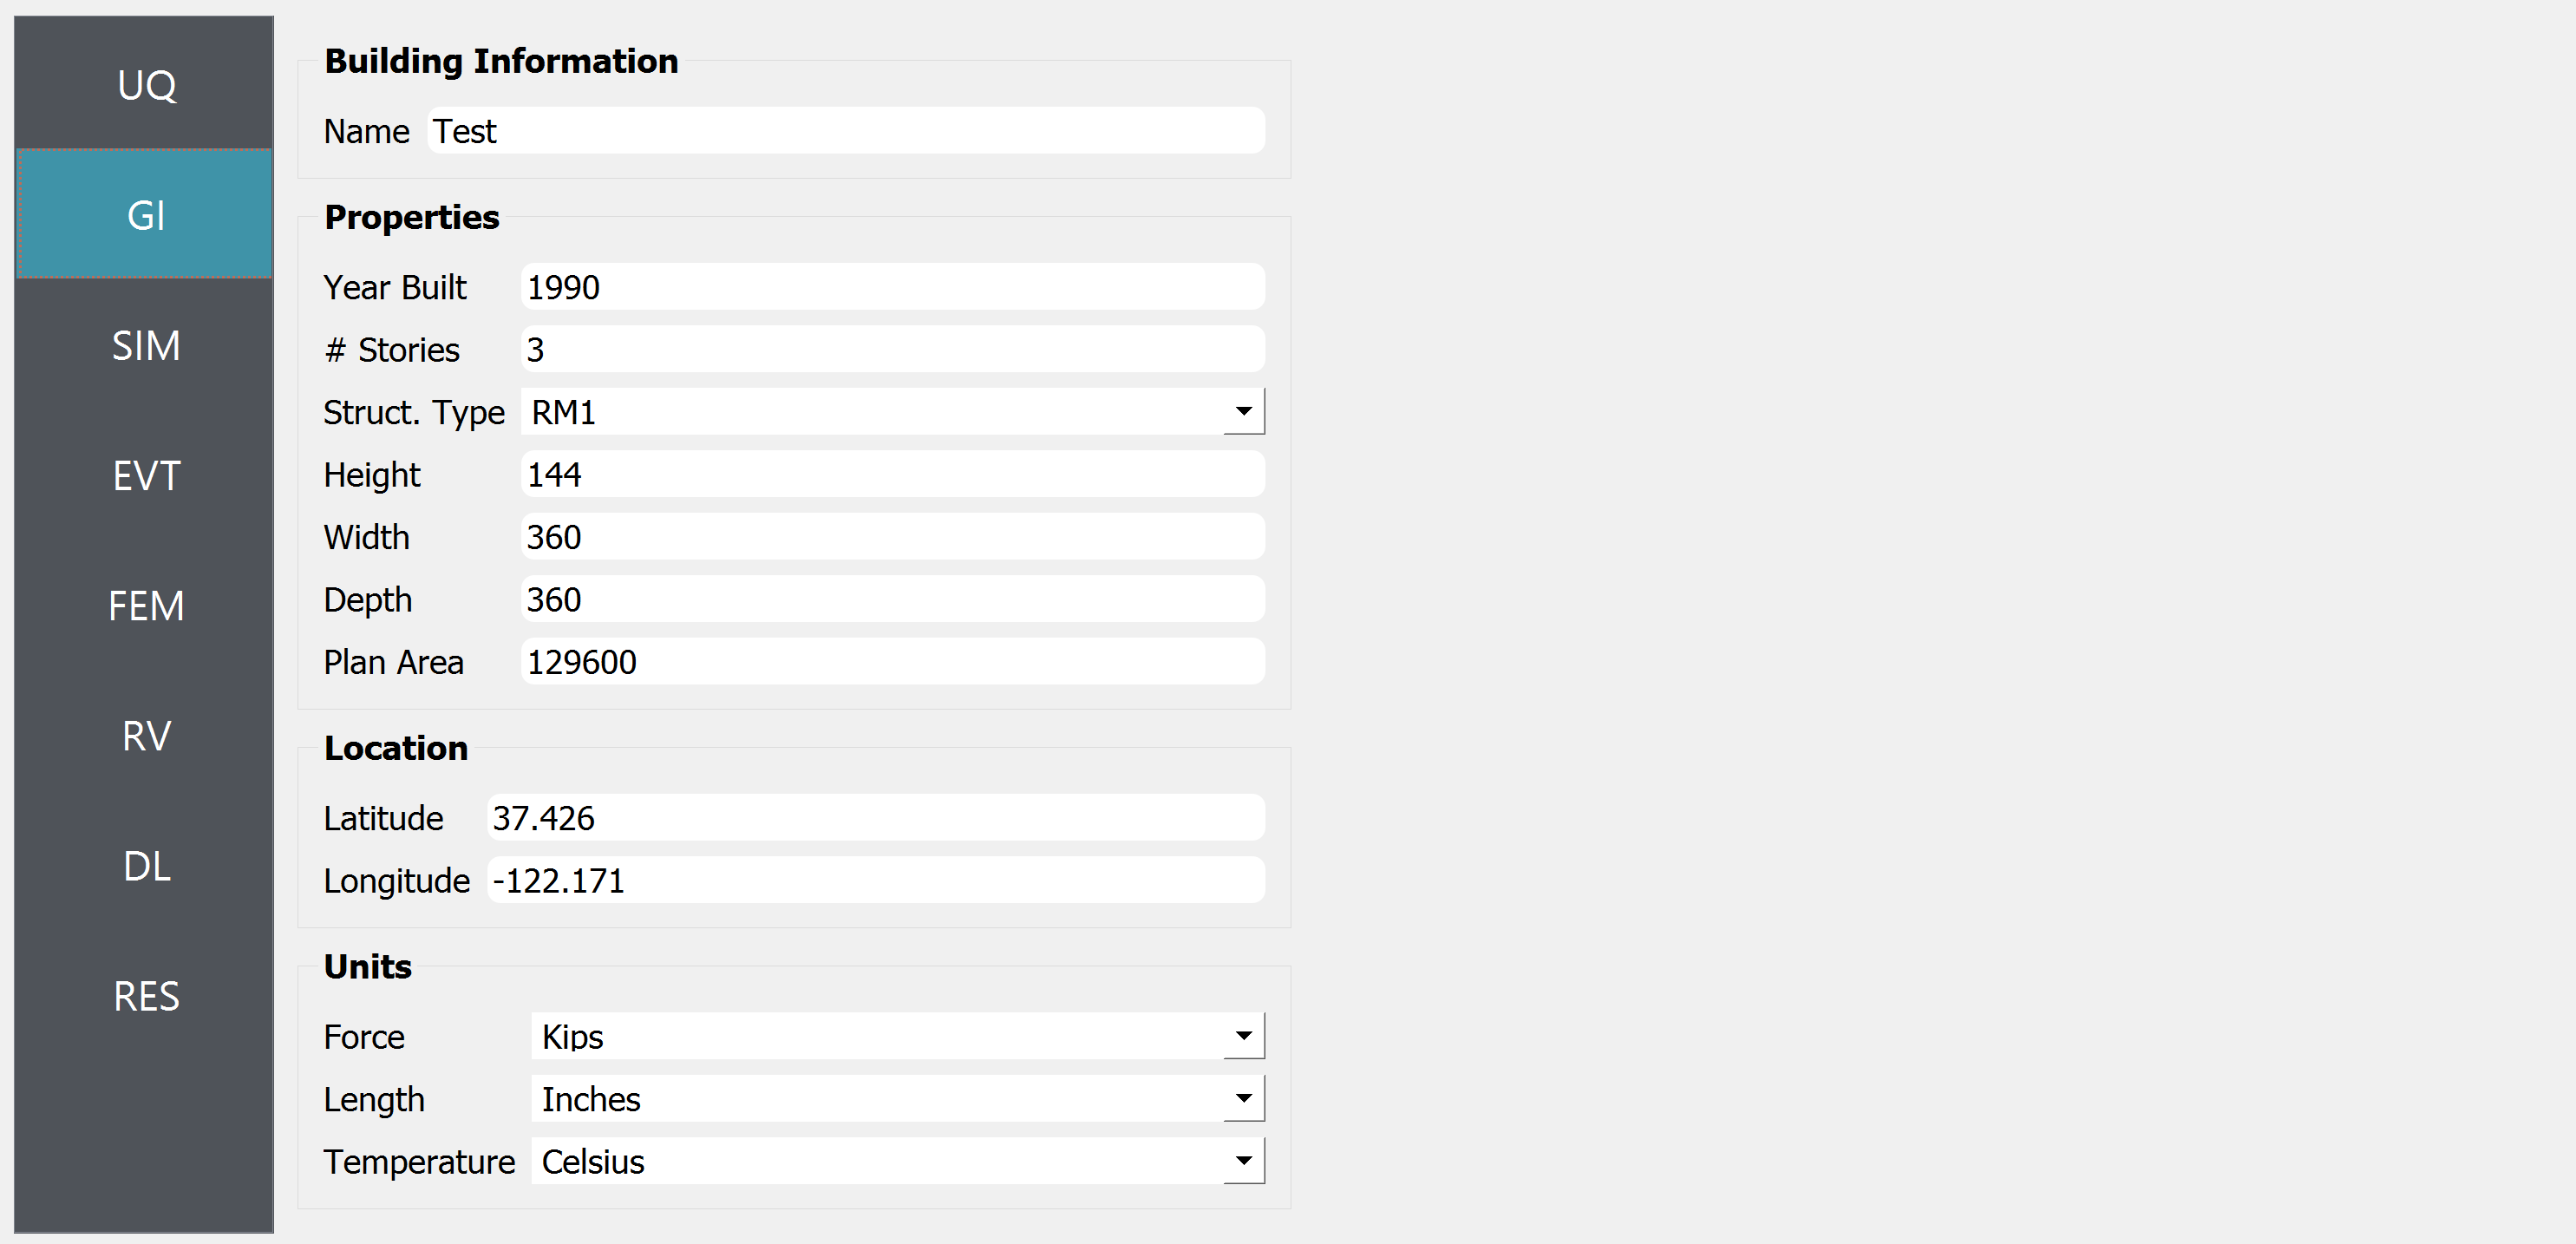 UQ
GI
SIM
EVT
FEM
RV
DL
RES
Building Information
Name Test
Properties
Year Built 1990
# Stories 3
Struct. Type RM1
Height 144
Width 360
Depth 360
Plan Area 129600
Location
Latitude 37.426
Longitude -122.171
Units
Force Kips
Length Inches
Temperature Celsius